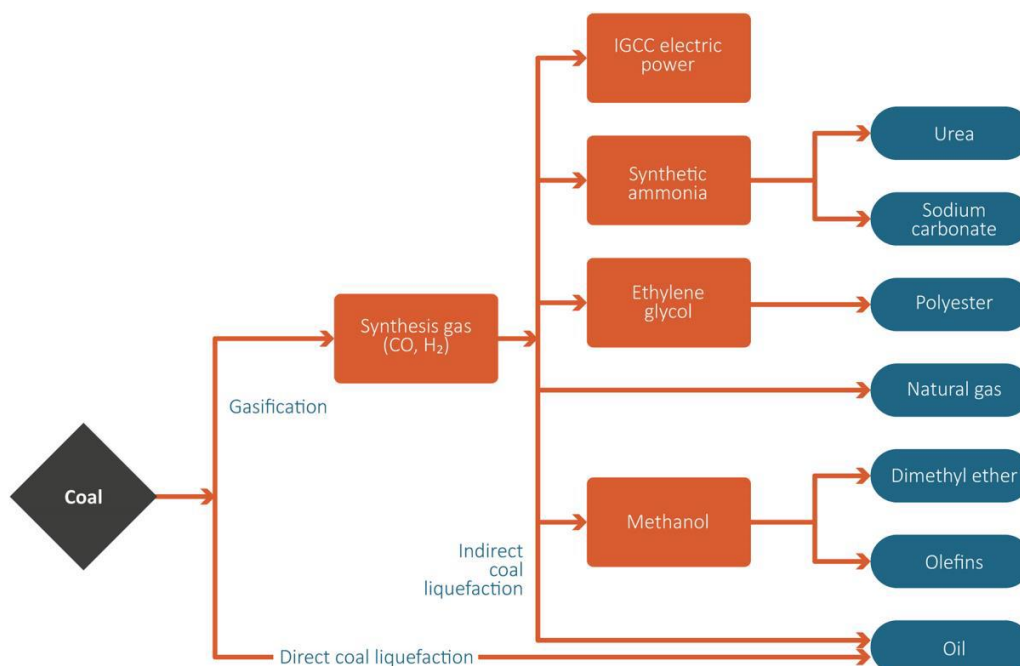 IGCC electric
power
Urea
Synthetic
ammonia
Sodium
carbonate
Ethylene
glycol
Polyester
Synthesis gas
(CO, H₂)
Natural gas
Gasification
Coal
Dimethyl ether
Methanol
Indirect
coal
liquefaction
Olefins
Oil
Direct coal liquefaction